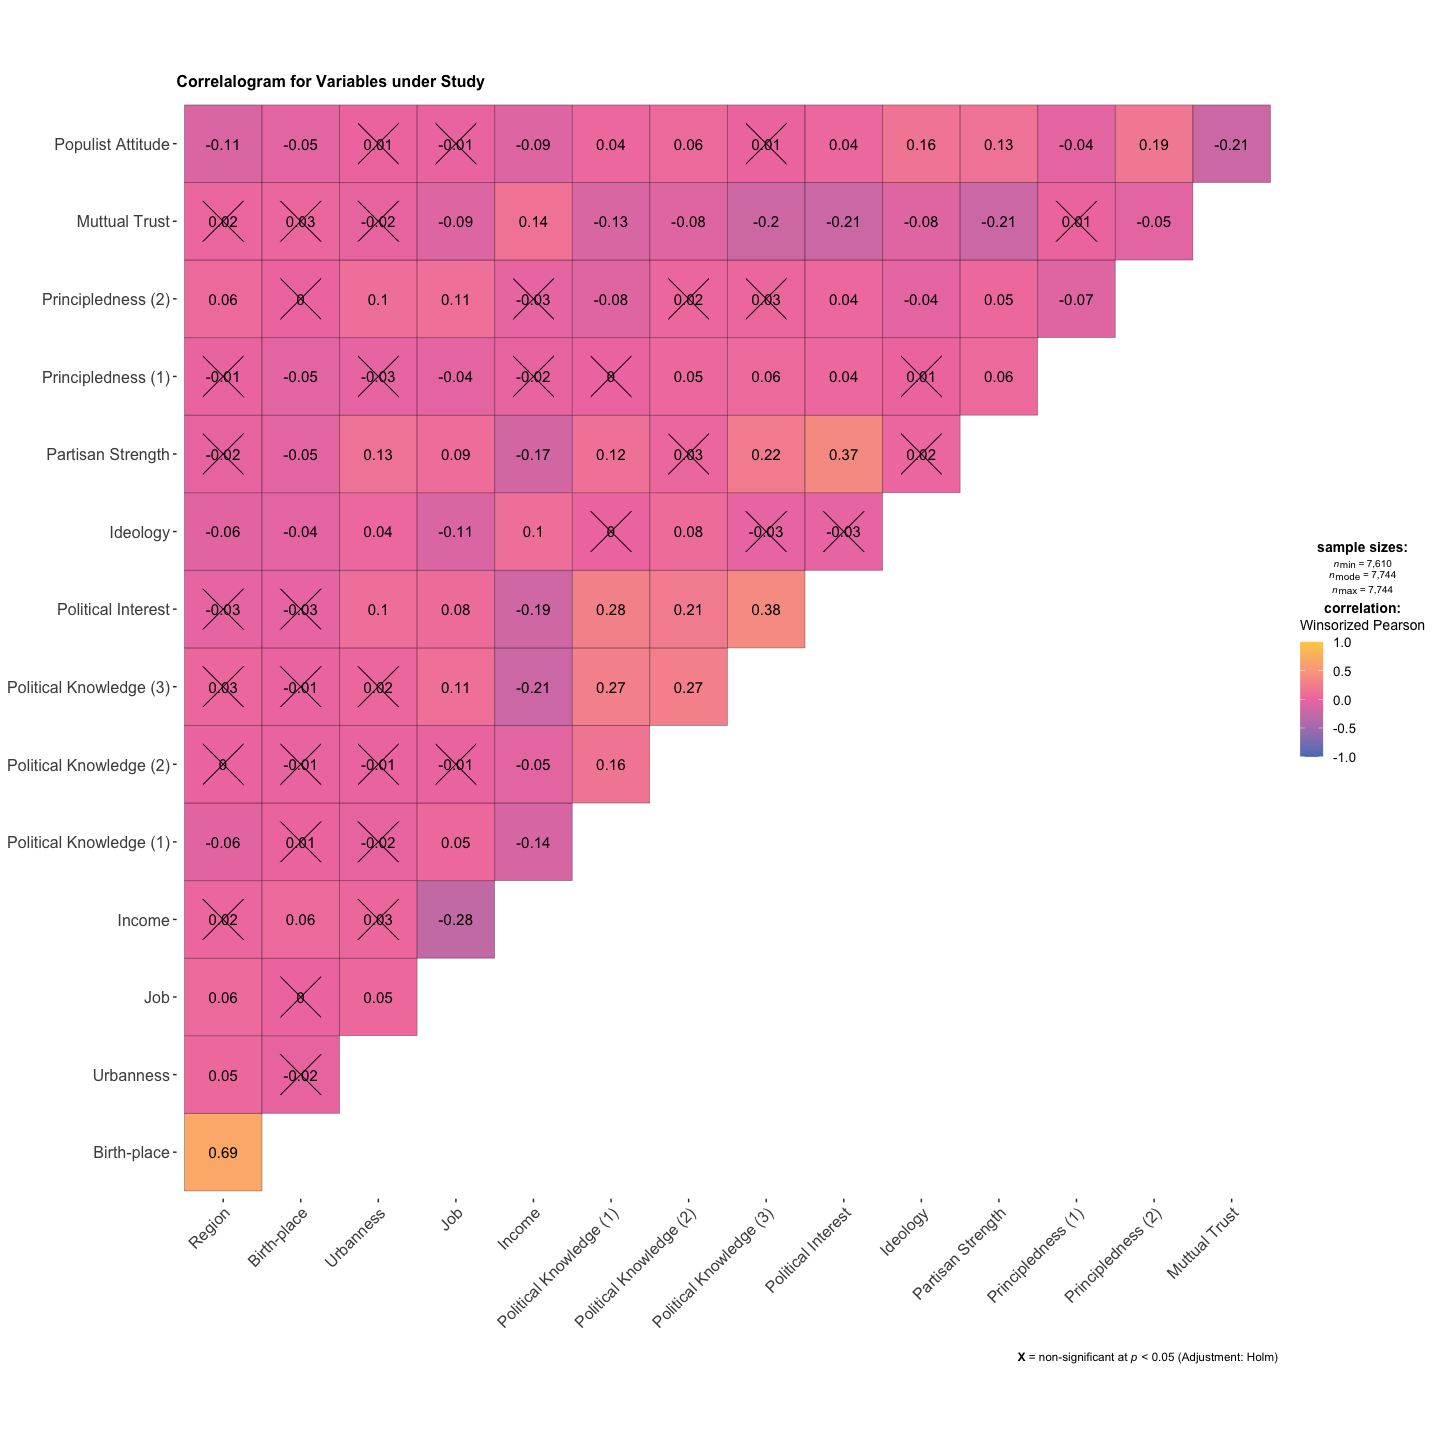 Correlalogram for Variables under Study
Populist Attitude -0.11 -0.05 0.01 -0.01 -0.09 0.04 0.06 0.01 0.04 0.16 0.13 -0.04 0.19 -0.21
Muttual Trust 0.02 0.03 -0.02 -0.09 0.14 -0.13 -0.08 -0.2 -0.21 -0.08 -0.21 0.01 -0.05
Principledness (2) 0.06 0 0.1 0.11 -0.03 -0.08 0.02 0.03 0.04 -0.04 0.05 -0.07
Principledness (1) -0.01 -0.05 -0.03 -0.04 -0.02 0 0.05 0.06 0.04 0.01 0.06
Partisan Strength -0.02 -0.05 0.13 0.09 -0.17 0.12 0.03 0.22 0.37 0.02
Ideology -0.06 -0.04 0.04 -0.11 0.1 0 0.08 -0.03 -0.03
Political Interest -0.03 -0.03 0.1 0.08 -0.19 0.28 0.21 0.38
Political Knowledge (3) 0.03 -0.01 0.02 0.11 -0.21 0.27 0.27
Political Knowledge (2) 0 -0.01 -0.01 -0.01 -0.05 0.16
Political Knowledge (1) -0.06 0.01 -0.02 0.05 -0.14
Income 0.02 0.06 0.03 -0.28
Job 0.06 0 0.05
Urbanness 0.05 -0.02
Birth-place 0.69
Region
Birth-place
Urbanness
Job
Income
Political Knowledge (1)
Political Knowledge (2)
Political Knowledge (3)
Political Interest
Ideology
Partisan Strength
Principledness (1)
Principledness (2)
Muttual Trust
sample sizes:
nmin = 7,610
nmode = 7,744
nmax = 7,744
correlation:
Winsorized Pearson
1.0
0.5
0.0
-0.5
-1.0
X = non-significant at p < 0.05 (Adjustment: Holm)